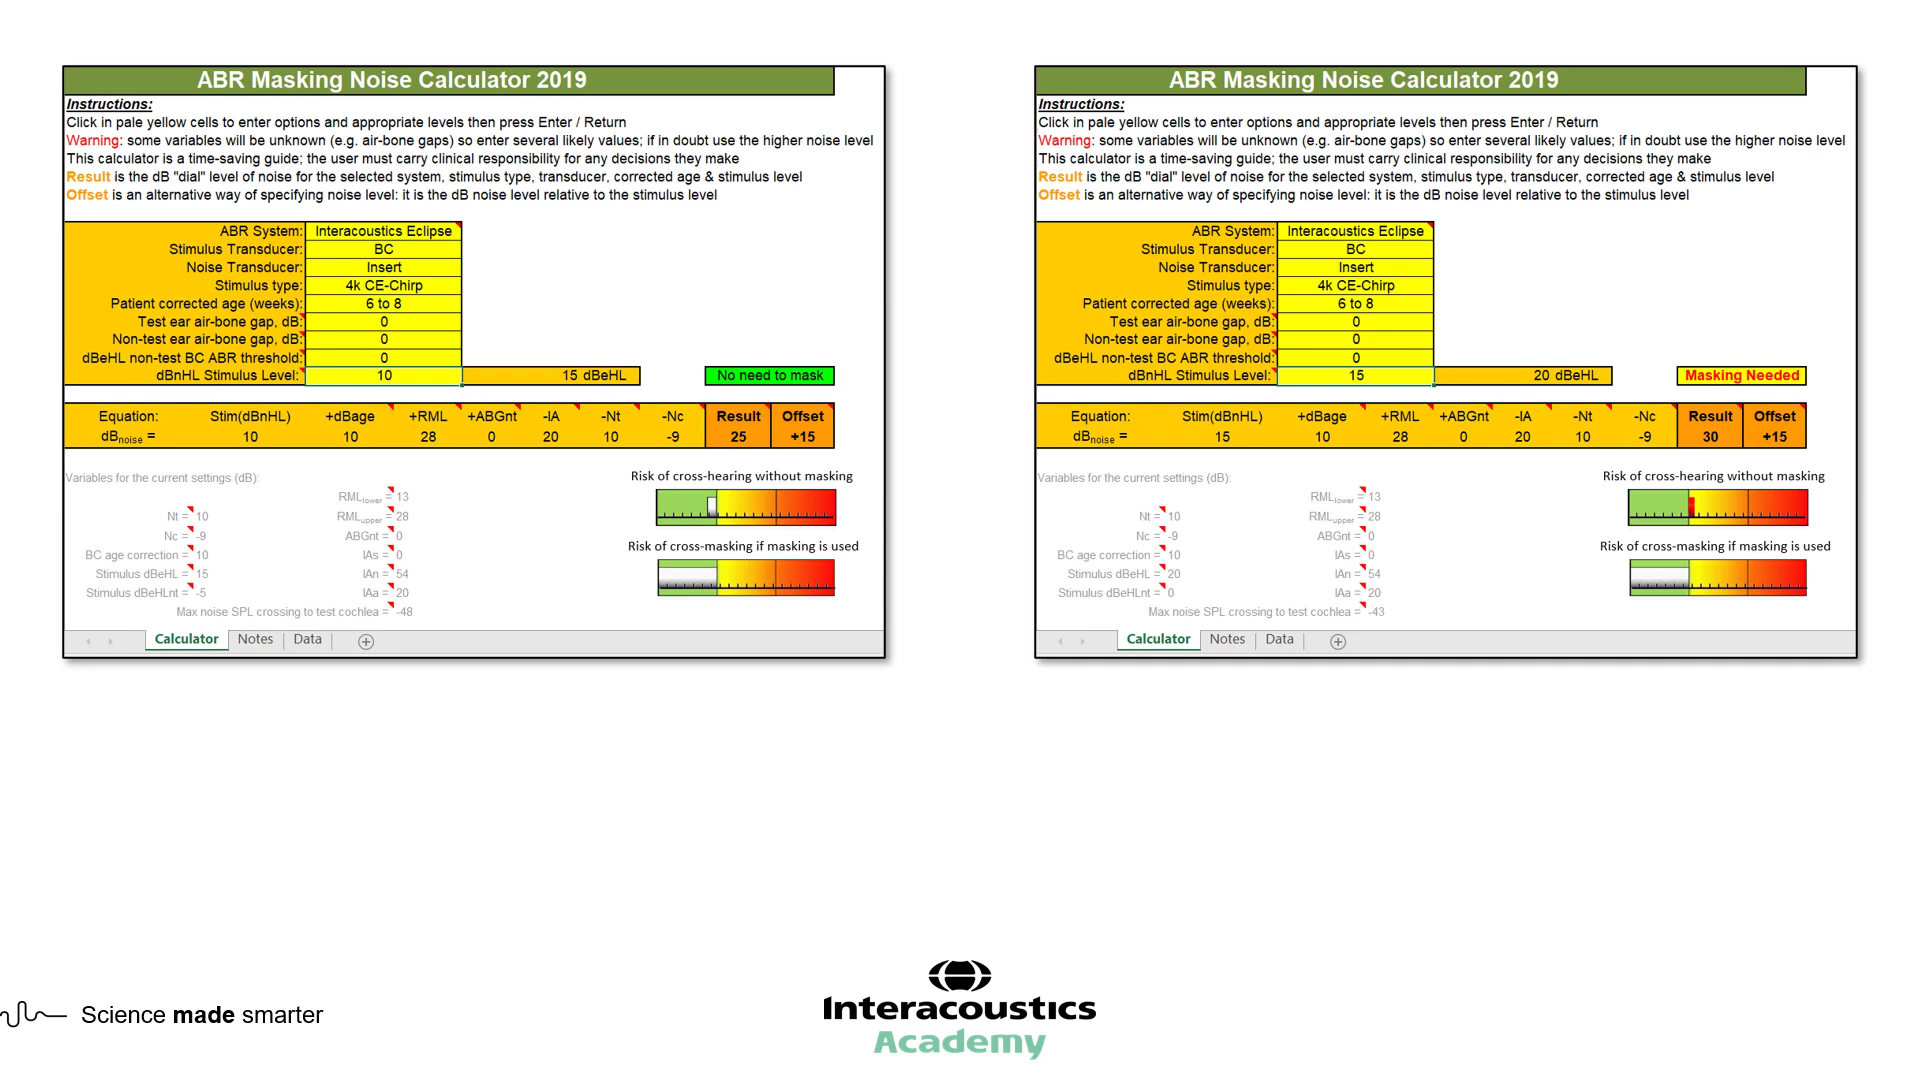 ABR Masking Noise Calculator 2019
Instructions:
Click in pale yellow cells to enter options and appropriate levels then press Enter / Return
Warning: some variables will be unknown (e.g. air-bone gaps) so enter several likely values; if in doubt use the higher noise level
This calculator is a time-saving guide; the user must carry clinical responsibility for any decisions they make
Result is the dB "dial" level of noise for the selected system, stimulus type, transducer, corrected age & stimulus level
Offset is an alternative way of specifying noise level: it is the dB noise level relative to the stimulus level
ABR System: Interacoustics Eclipse
Stimulus Transducer: BC
Noise Transducer: Insert
Stimulus type: 4k CE-Chirp
Patient corrected age (weeks): 6 to 8
Test ear air-bone gap, dB: 0
Non-test ear air-bone gap, dB: 0
dBeHL non-test BC ABR threshold: 0
dBnHL Stimulus Level: 10 15 dBeHL No need to mask
Equation: Stim(dBnHL) +dBage +RML +ABGnt -IA -Nt -Nc Result Offset
dBnoise = 10 10 28 0 20 10 -9 25 +15
Variables for the current settings (dB):
Risk of cross-hearing without masking
RMLlower = 13
Nt = 10 RMLupper = 28
Nc = -9 ABGnt = 0
Risk of cross-masking if masking is used
BC age correction = 10 IAs = 0
Stimulus dBeHL = 15 IAn = 54
Stimulus dBeHLnt = -5 IAa = 20
Max noise SPL crossing to test cochlea = -48
Calculator Notes Data
ABR Masking Noise Calculator 2019
Instructions:
Click in pale yellow cells to enter options and appropriate levels then press Enter / Return
Warning: some variables will be unknown (e.g. air-bone gaps) so enter several likely values; if in doubt use the higher noise level
This calculator is a time-saving guide; the user must carry clinical responsibility for any decisions they make
Result is the dB "dial" level of noise for the selected system, stimulus type, transducer, corrected age & stimulus level
Offset is an alternative way of specifying noise level: it is the dB noise level relative to the stimulus level
ABR System: Interacoustics Eclipse
Stimulus Transducer: BC
Noise Transducer: Insert
Stimulus type: 4k CE-Chirp
Patient corrected age (weeks): 6 to 8
Test ear air-bone gap, dB: 0
Non-test ear air-bone gap, dB: 0
dBeHL non-test BC ABR threshold: 0
dBnHL Stimulus Level: 15 20 dBeHL Masking Needed
Equation: Stim(dBnHL) +dBage +RML +ABGnt -IA -Nt -Nc Result Offset
dBnoise = 15 10 28 0 20 10 -9 30 +15
Variables for the current settings (dB):
Risk of cross-hearing without masking
RMLlower = 13
Nt = 10 RMLupper = 28
Nc = -9 ABGnt = 0
Risk of cross-masking if masking is used
BC age correction = 10 IAs = 0
Stimulus dBeHL = 20 IAn = 54
Stimulus dBeHLnt = 0 IAa = 20
Max noise SPL crossing to test cochlea = -43
Calculator Notes Data
Science made smarter
Interacoustics
Academy